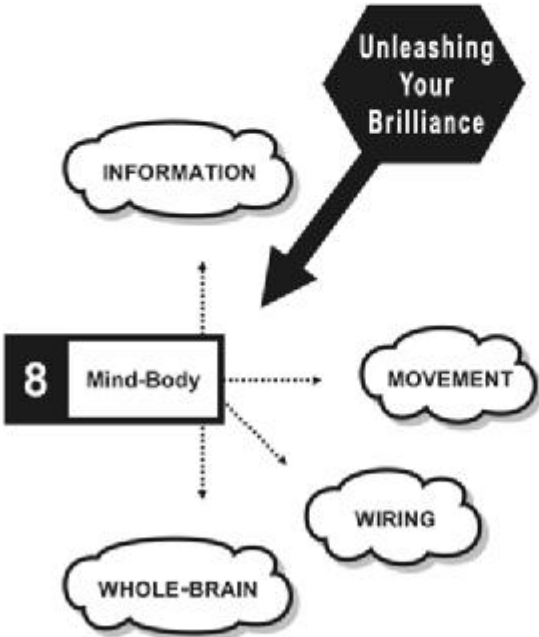 Unleashing
Your
Brilliance
INFORMATION
8 Mind-Body
MOVEMENT
WIRING
WHOLE-BRAIN